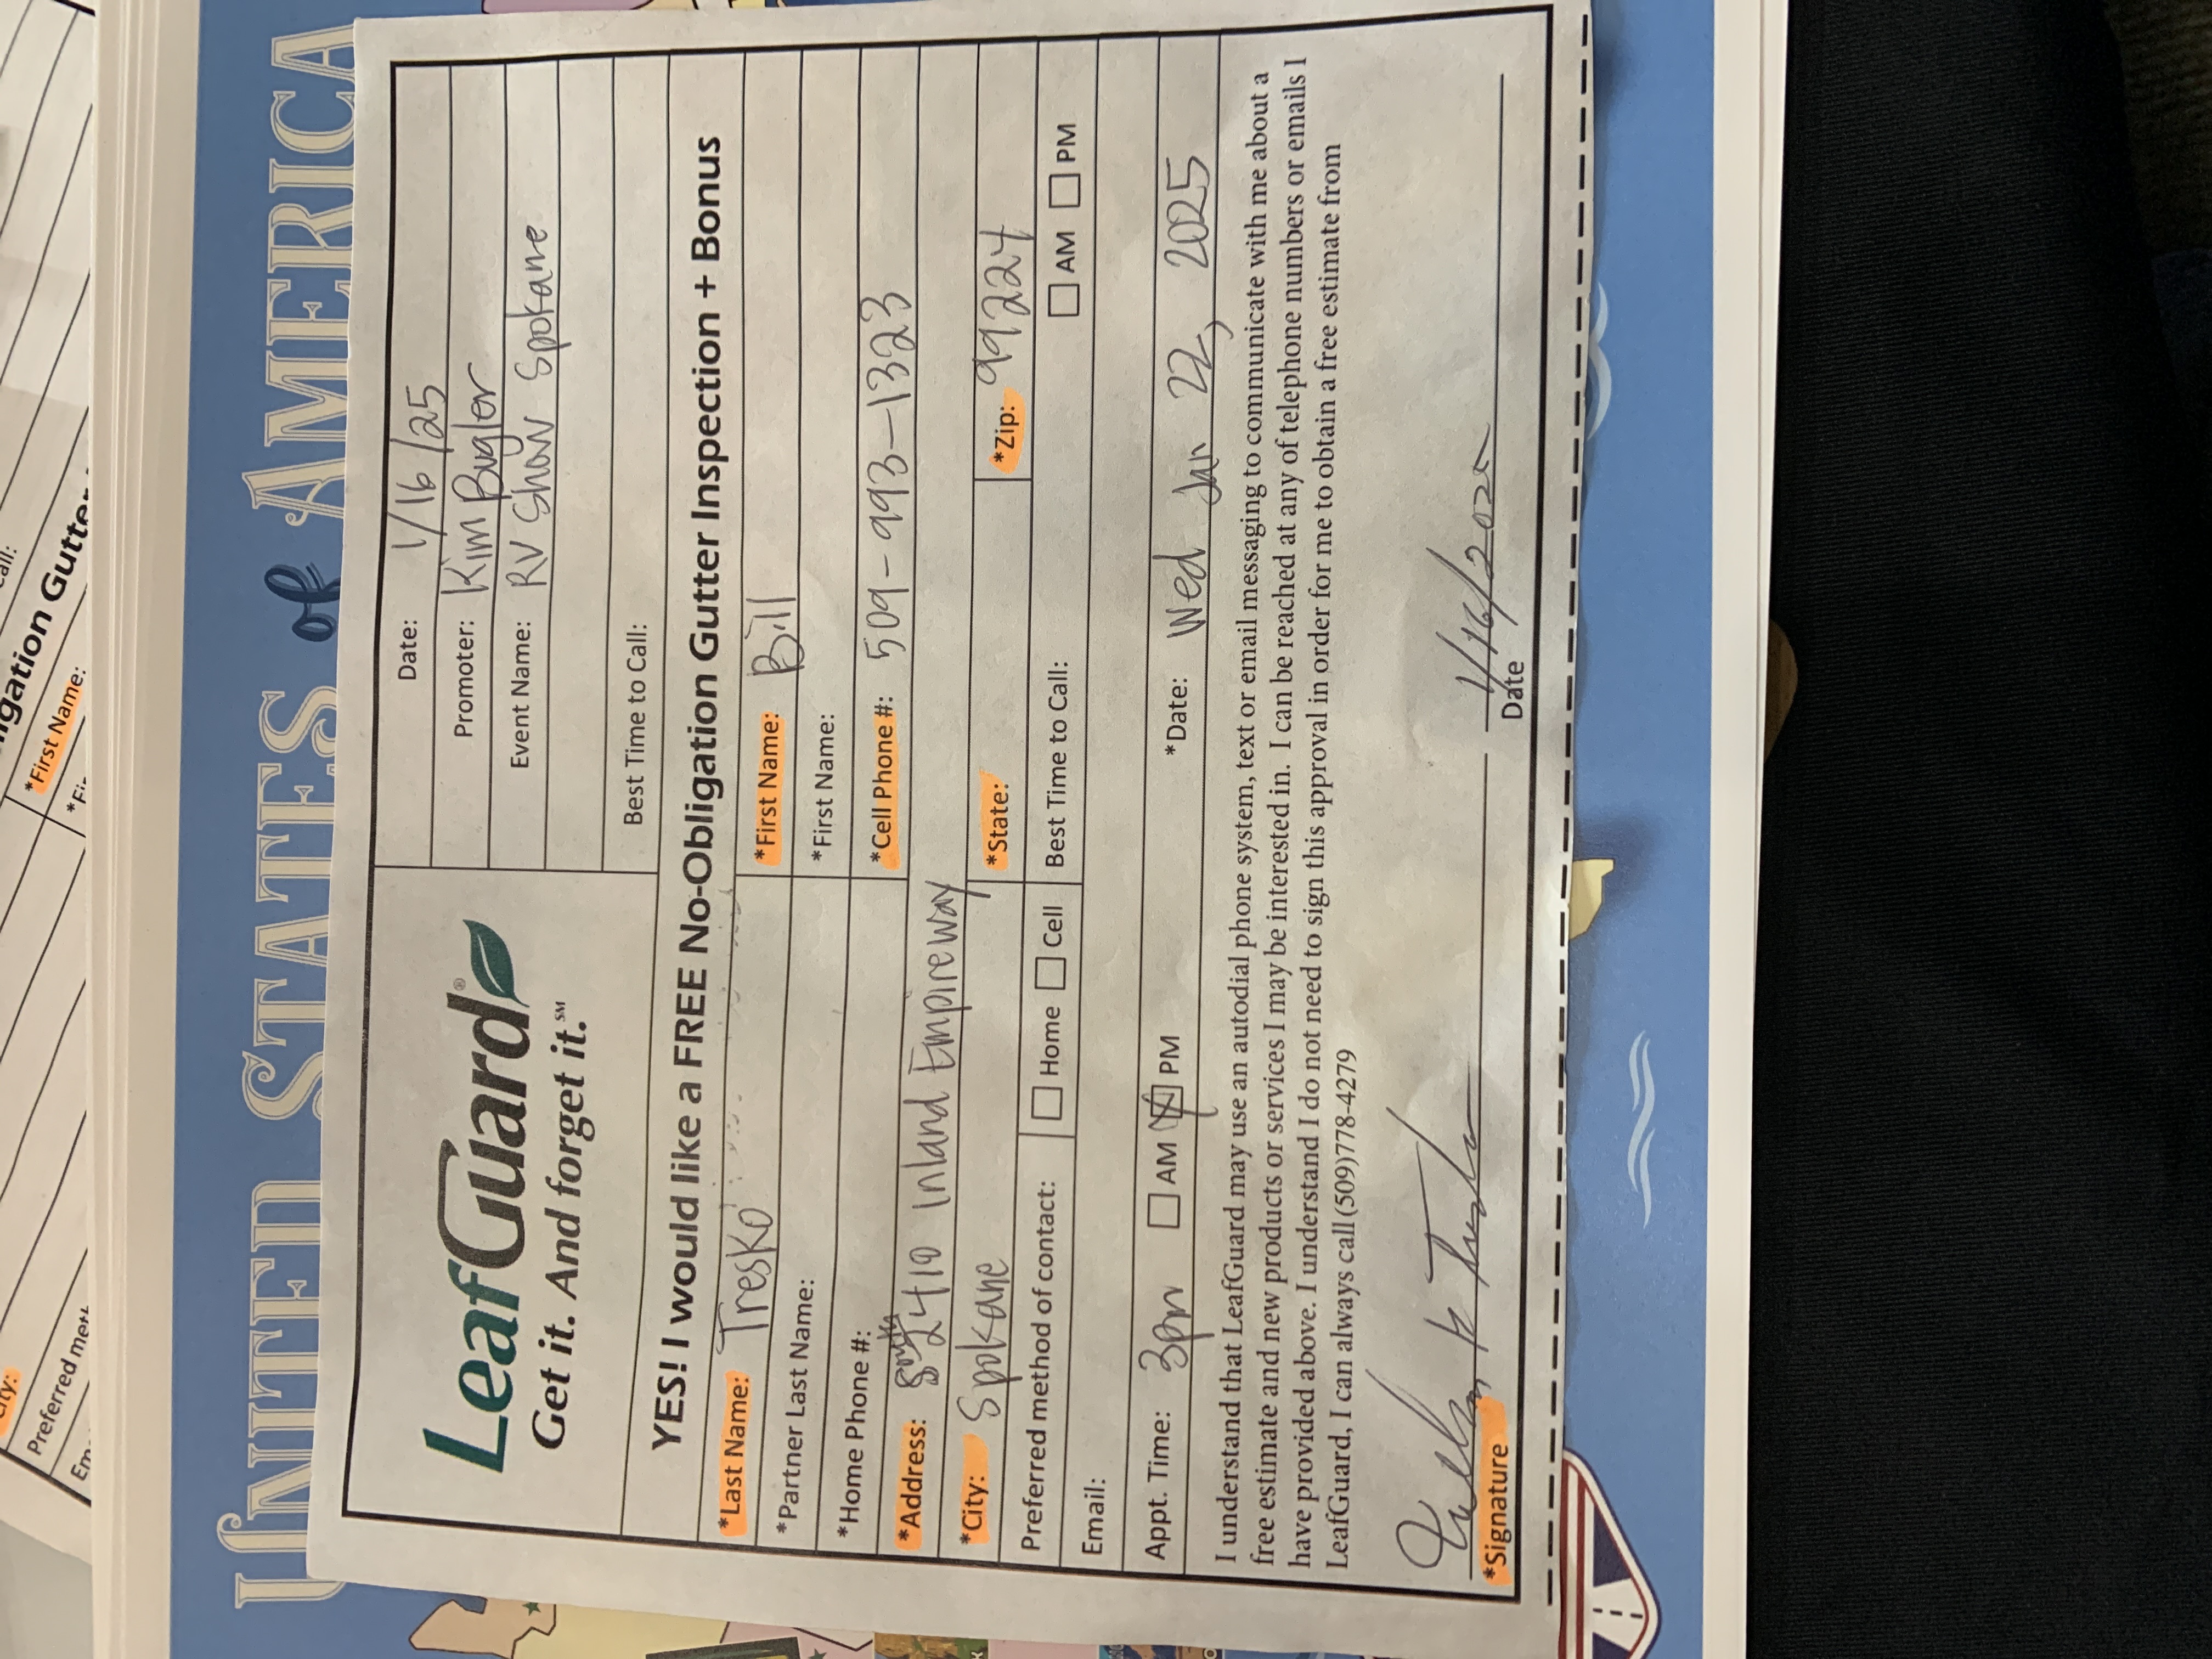 City:
Preferred meth
Em
call:
igation Gutter
*First Name:
*Fir
UNITED STATES of AMERICA
LeafGuard®
Get it. And forget it.℠
Date: 1/16/25
Promoter: Kim Bugler
Event Name: RV Show Spokane
Best Time to Call:
YES! I would like a FREE No-Obligation Gutter Inspection + Bonus
*Last Name: Tresko
*First Name: Bill
*Partner Last Name:
*First Name:
*Home Phone #:
*Cell Phone #: 509-993-1323
*Address: South 2410 Inland Empireway
*City: Spokane
*State:
*Zip: 99224
Preferred method of contact: Home Cell
Best Time to Call: AM PM
Email:
Appt. Time: 3pm AM PM
*Date: Wed Jan 22, 2025
I understand that LeafGuard may use an autodial phone system, text or email messaging to communicate with me about a
free estimate and new products or services I may be interested in. I can be reached at any of telephone numbers or emails I
have provided above. I understand I do not need to sign this approval in order for me to obtain a free estimate from
LeafGuard, I can always call (509)778-4279
1/16/2025
*Signature
Date